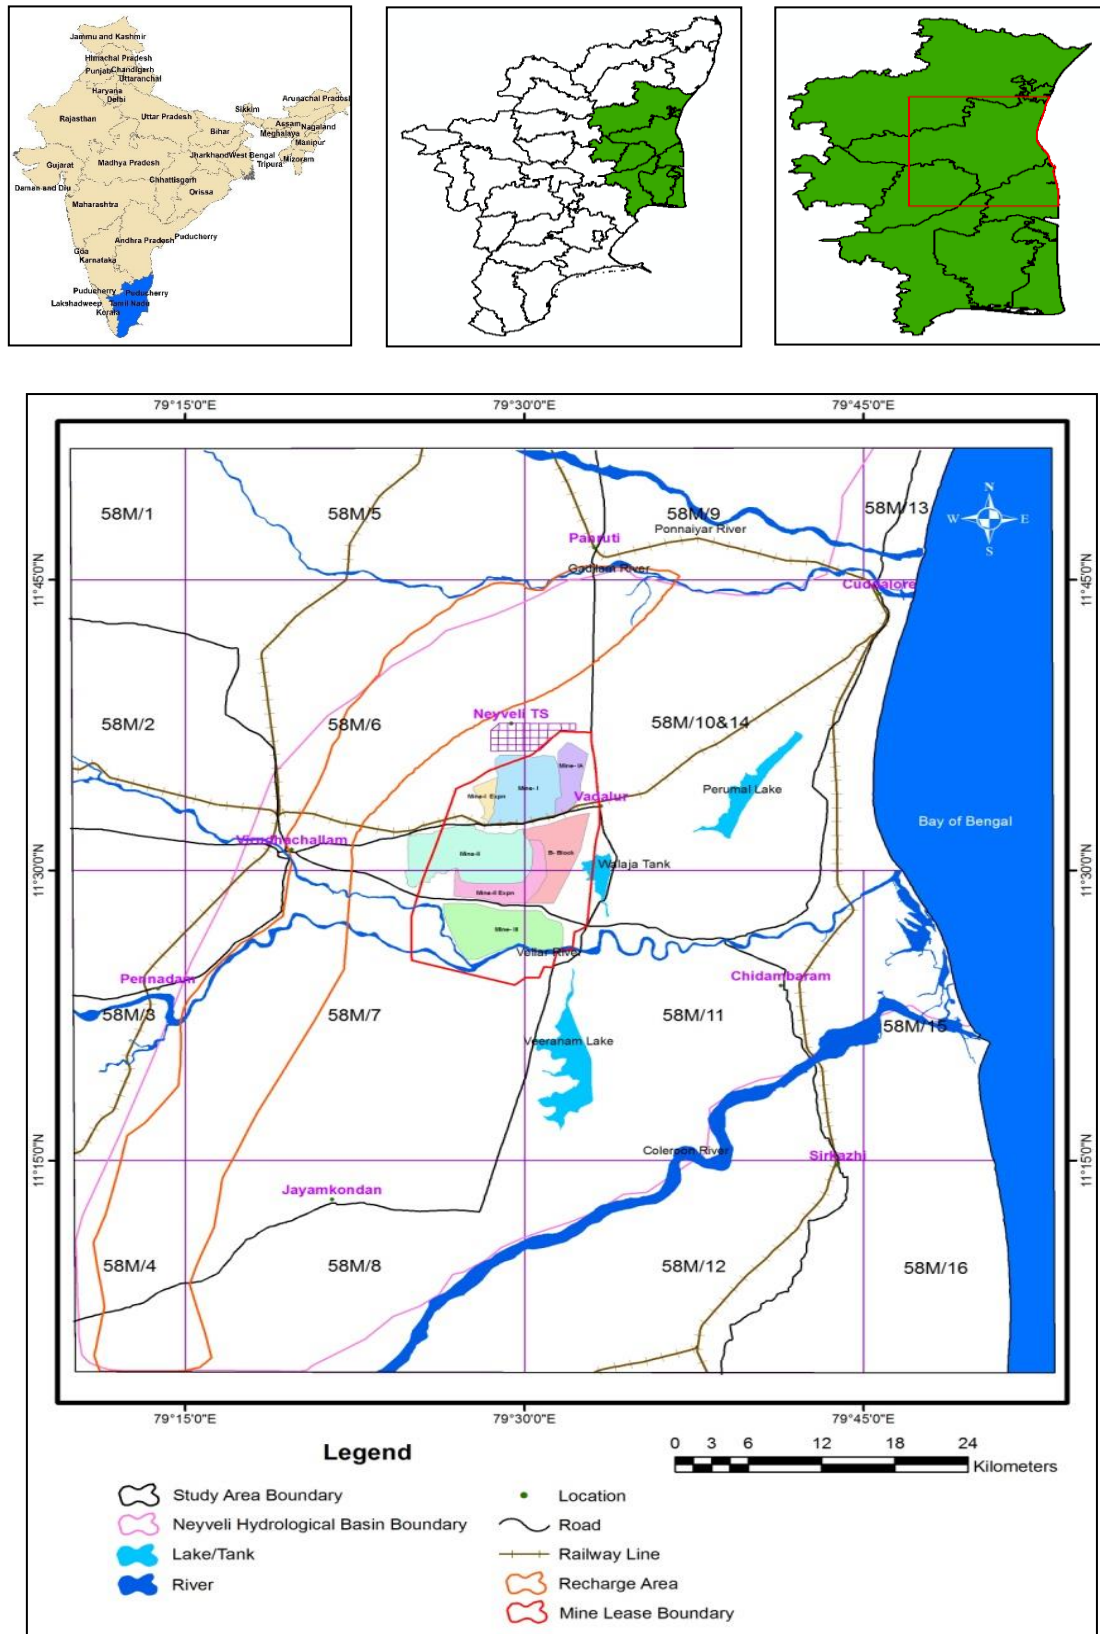 Jammu and Kashmir
Himachal Pradesh
Punjab
Chandigarh
Uttaranchal
Haryana
Delhi
Arunachal Pradesh
Sikkim
Rajasthan
Uttar Pradesh
Assam
Nagaland
Bihar
Meghalaya
Manipur
Jharkhand
West Bengal
Tripura
Mizoram
Gujarat
Madhya Pradesh
Chhattisgarh
Daman and Diu
Orissa
Maharashtra
Andhra Pradesh
Puducherry
Goa
Karnataka
Puducherry
Puducherry
Lakshadweep
Tamil Nadu
Kerala
79°15'0"E
79°30'0"E
79°45'0"E
N
W
E
S
58M/1
58M/5
58M/9
58M/13
Ponnaiyar River
Panruti
Gadilam River
11°45'0"N
11°45'0"N
Cuddalore
Neyveli TS
58M/2
58M/6
58M/10&14
Mine- IA
Mine- I
Mine-I Expn
Vadalur
Perumal Lake
Bay of Bengal
Virudhachallam
Mine-II
B- Block
Walaja Tank
11°30'0"N
11°30'0"N
Mine-II Expn
Mine- III
Vellar River
Pennadam
Chidambaram
58M/3
58M/7
58M/11
58M/15
Veeranam Lake
Coleroon River
Sirkazhi
11°15'0"N
11°15'0"N
Jayamkondan
58M/4
58M/8
58M/12
58M/16
79°15'0"E
79°30'0"E
79°45'0"E
Legend
0 3 6 12 18 24
Kilometers
Study Area Boundary
Location
Neyveli Hydrological Basin Boundary
Road
Lake/Tank
Railway Line
River
Recharge Area
Mine Lease Boundary